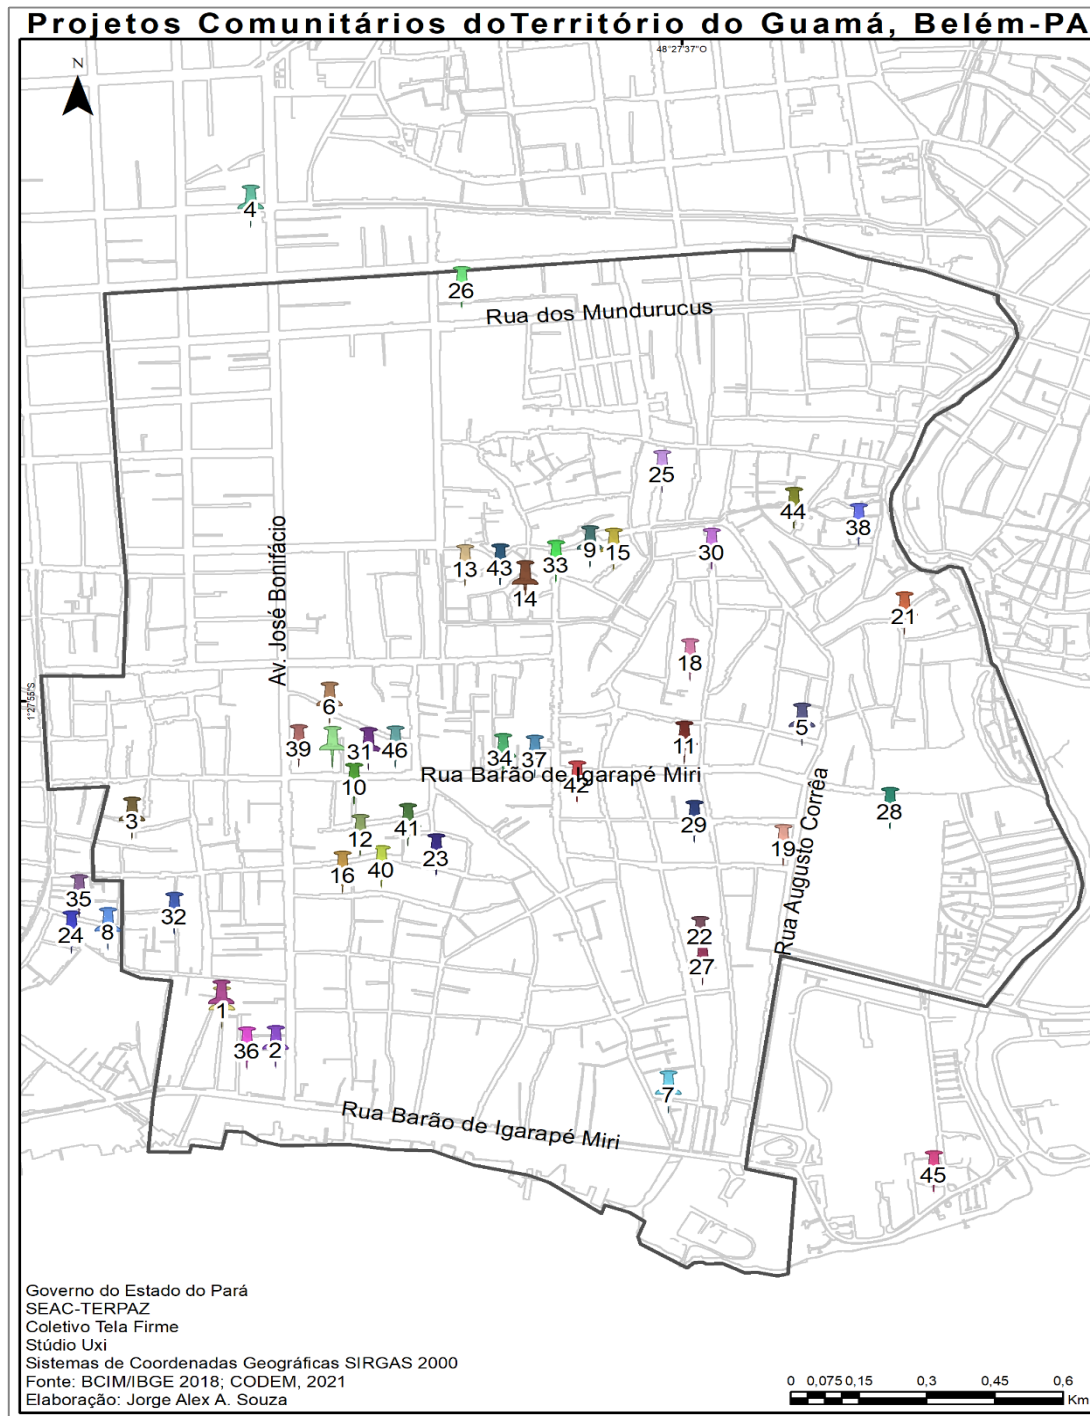 Projetos Comunitários doTerritório do Guamá, Belém-PA
48°27'37"O
N
4
26
Rua dos Mundurucus
25
44
38
9
15
30
33
13
43
14
21
Av. José Bonifácio
18
1°27'55"S
6
5
39
31
46
34
37
11
10
Rua Barão de Igarapé Miri
42
28
3
41
29
12
19
Rua Augusto Corrêa
16
40
23
35
32
24
8
22
27
1
36
2
7
Rua Barão de Igarapé Miri
45
Governo do Estado do Pará
SEAC-TERPAZ
Coletivo Tela Firme
Stúdio Uxi
Sistemas de Coordenadas Geográficas SIRGAS 2000
Fonte: BCIM/IBGE 2018; CODEM, 2021
Elaboração: Jorge Alex A. Souza
0 0,075 0,15 0,3 0,45 0,6
Km